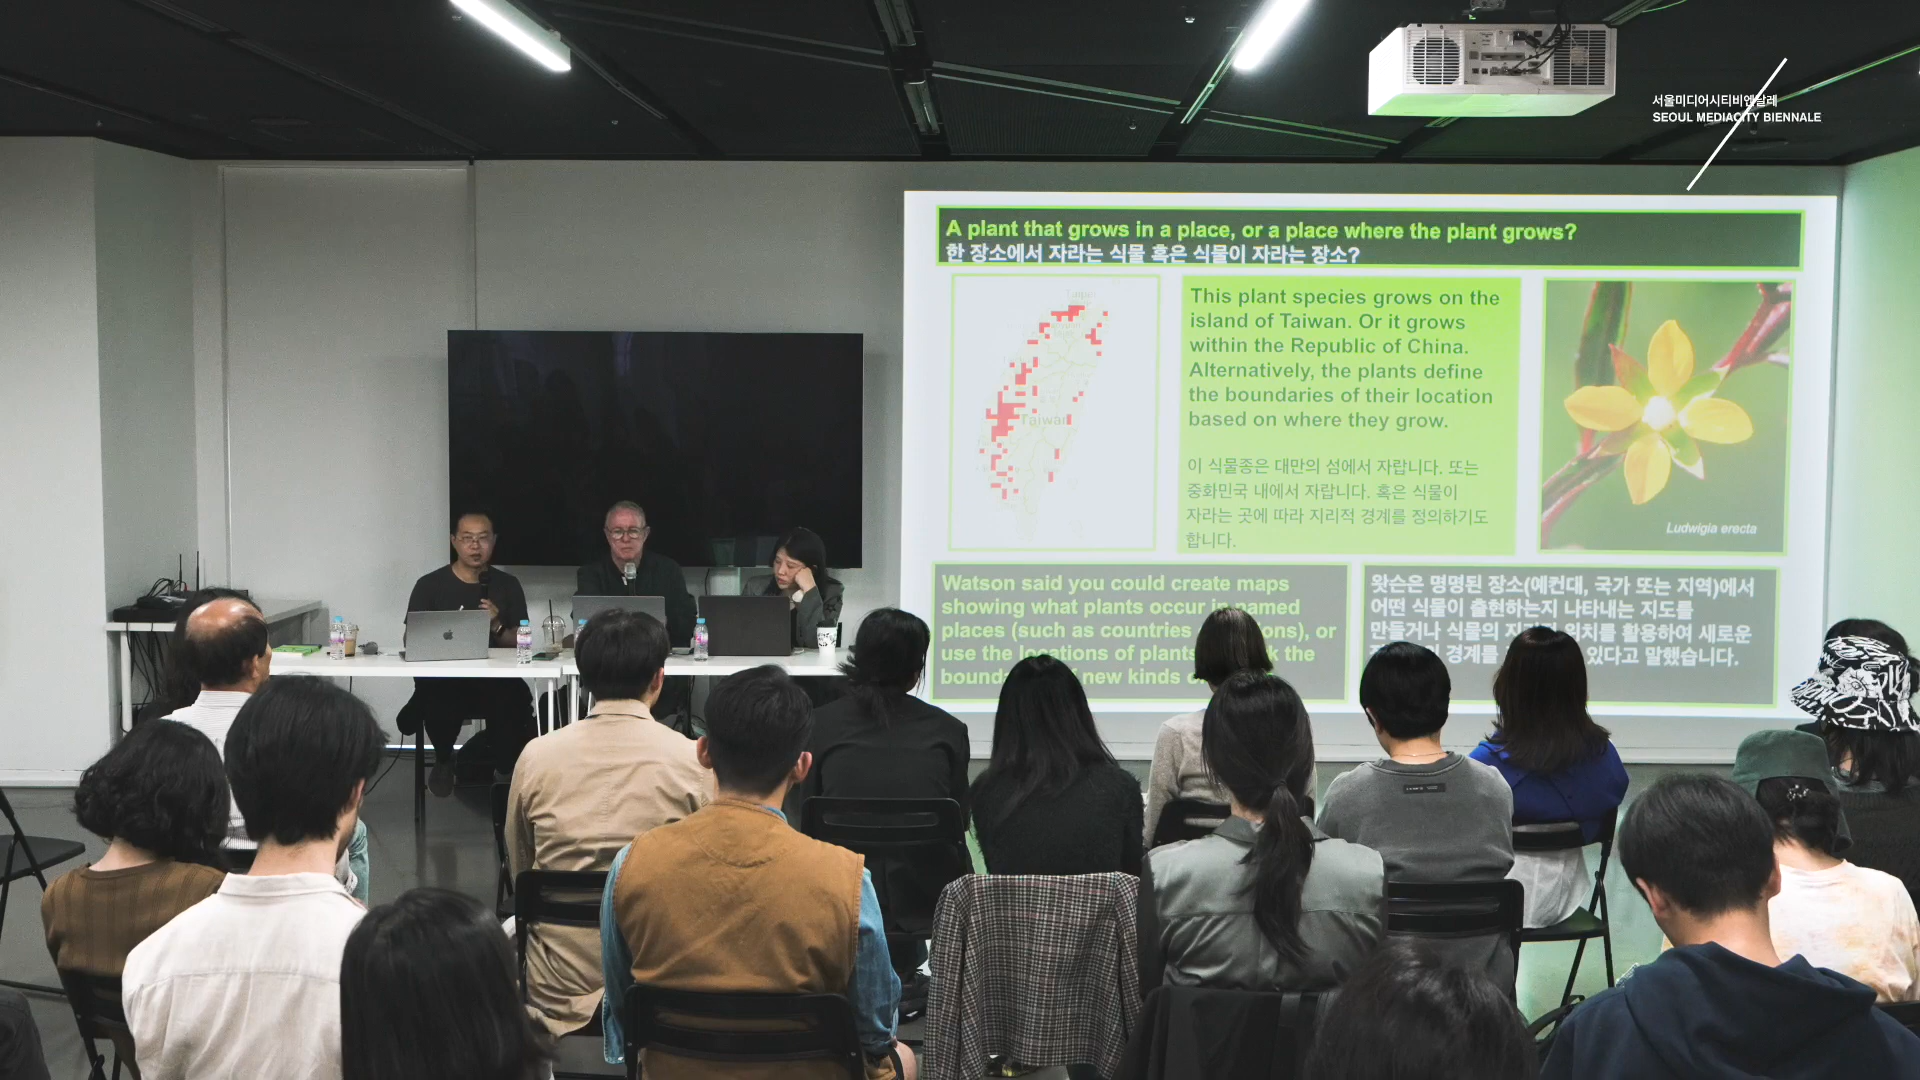 서울미디어시티비엔날레
SEOUL MEDIACITY BIENNALE
A plant that grows in a place, or a place where the plant grows?
한 장소에서 자라는 식물 혹은 식물이 자라는 장소?
Taipei
Taiwan
This plant species grows on the
island of Taiwan. Or it grows
within the Republic of China.
Alternatively, the plants define
the boundaries of their location
based on where they grow.
이 식물종은 대만의 섬에서 자랍니다. 또는
중화민국 내에서 자랍니다. 혹은 식물이
자라는 곳에 따라 지리적 경계를 정의하기도
합니다.
Ludwigia erecta
Watson said you could create maps
showing what plants occur in named
places (such as countries or
use the locations of plants the
new kinds
왓슨은 명명된 장소(예컨대, 국가 또는 지역)에서
어떤 식물이 출현하는지 나타내는 지도를
만들거나 식물의 위치를 활용하여 새로운
경계를 있다고 말했습니다.